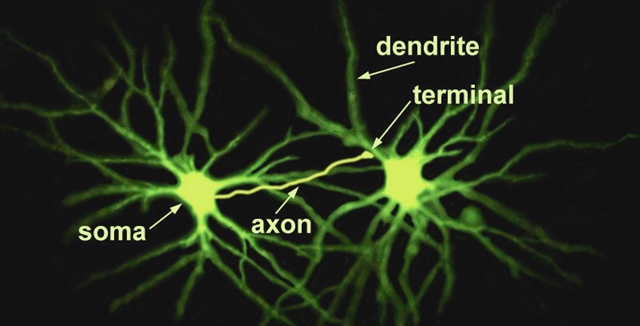 dendrite
terminal
soma
axon